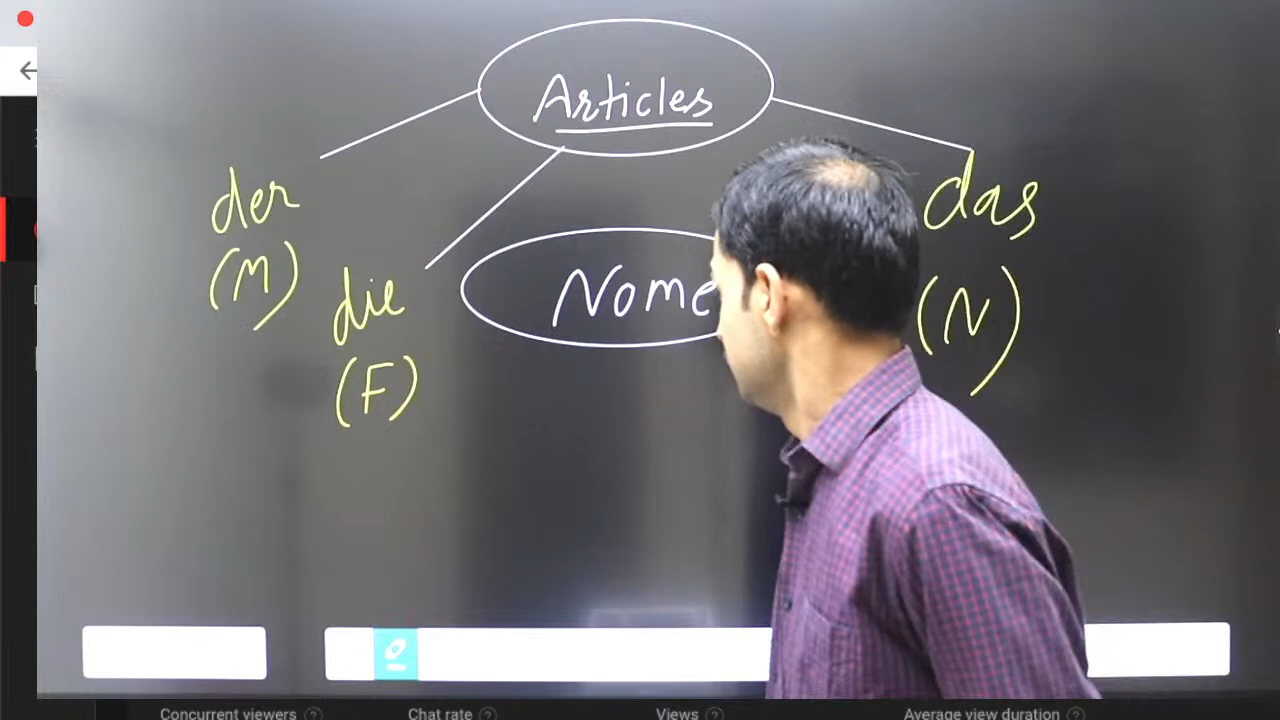 Articles
der
das
(M)
die
Nome
(N)
(F)
Concurrent viewers
Chat rate
Views
Average view duration